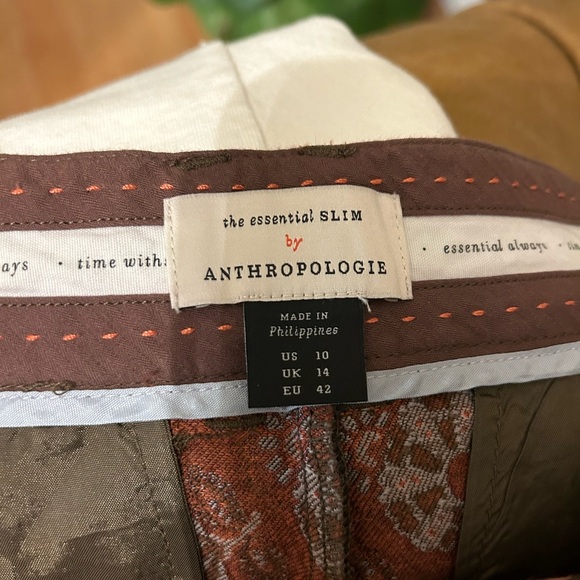 the essential SLIM
by
ANTHROPOLOGIE
ays · time with
· essential always ·
MADE IN
Philippines
US 10
UK 14
EU 42